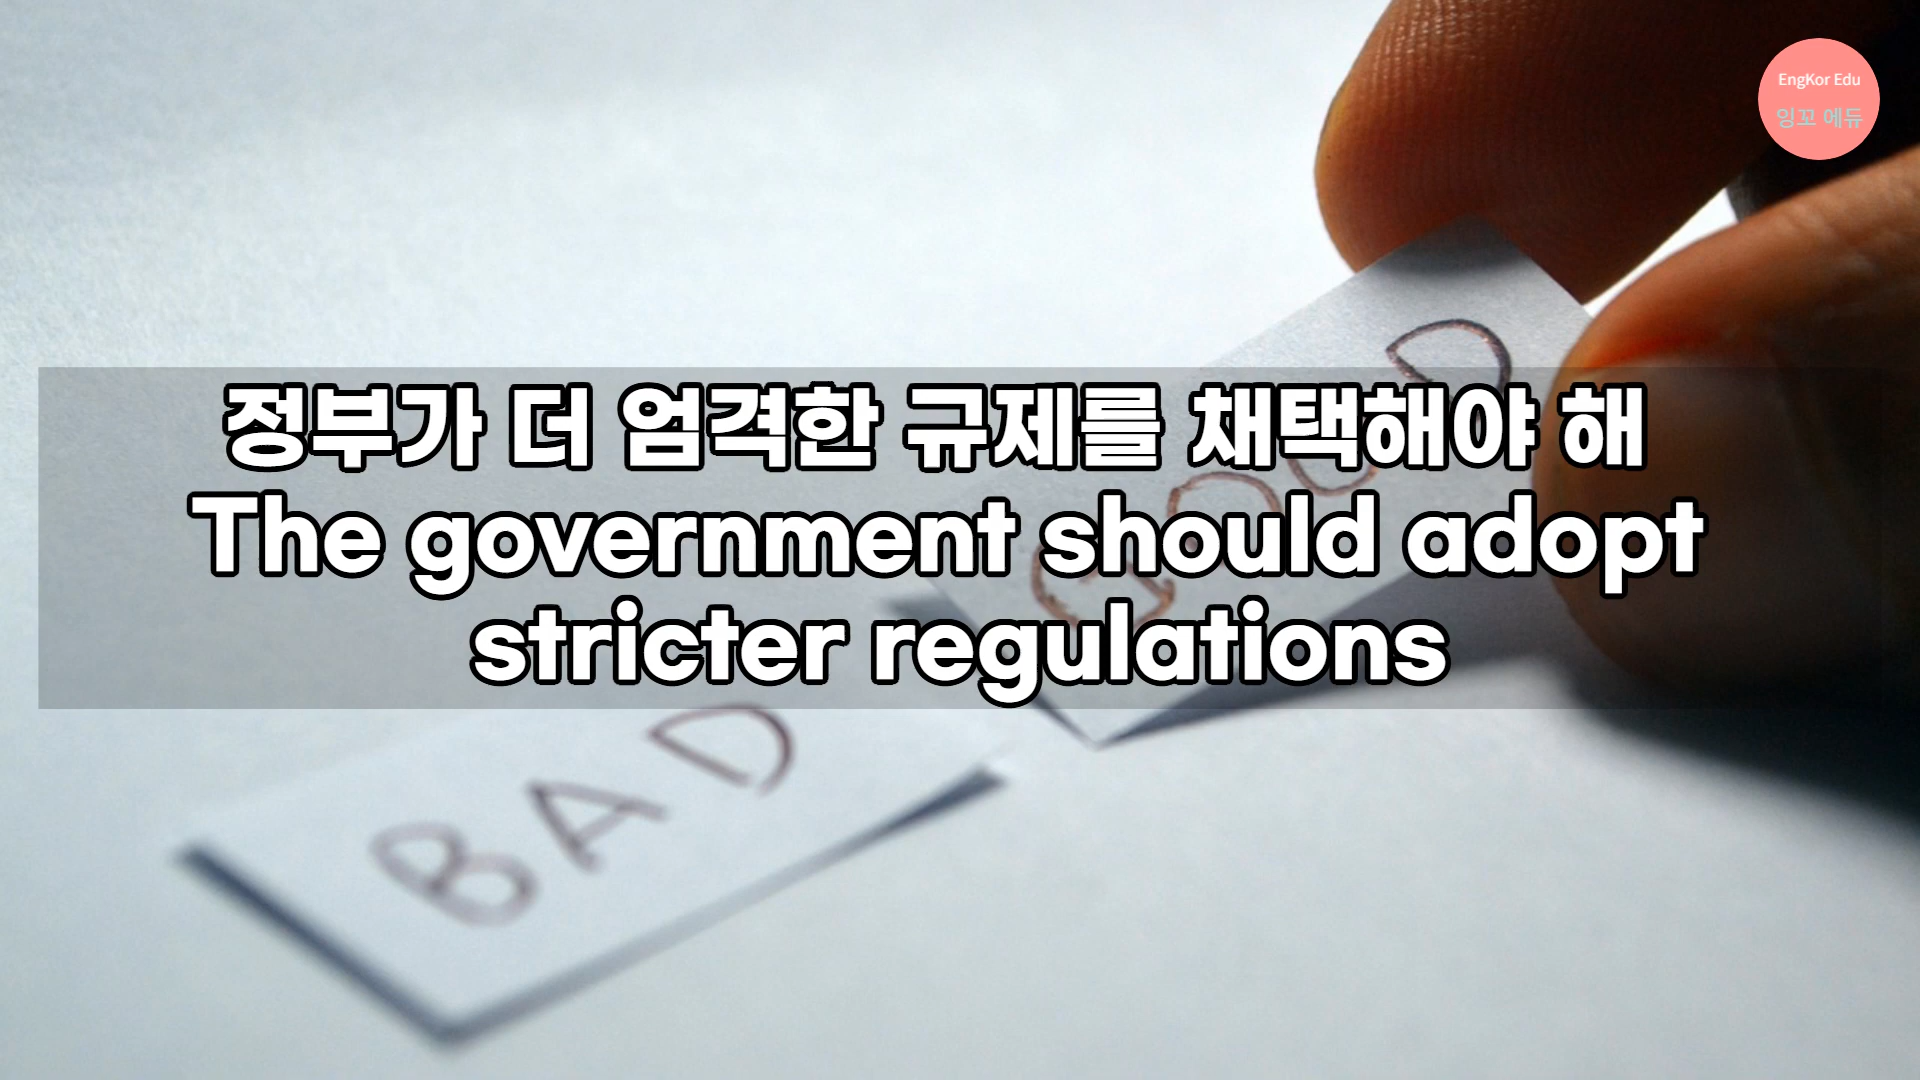 EngKor Edu
잉꼬 에듀
정부가 더 엄격한 규제를 채택해야 해
The government should adopt
stricter regulations
GOOD
BAD